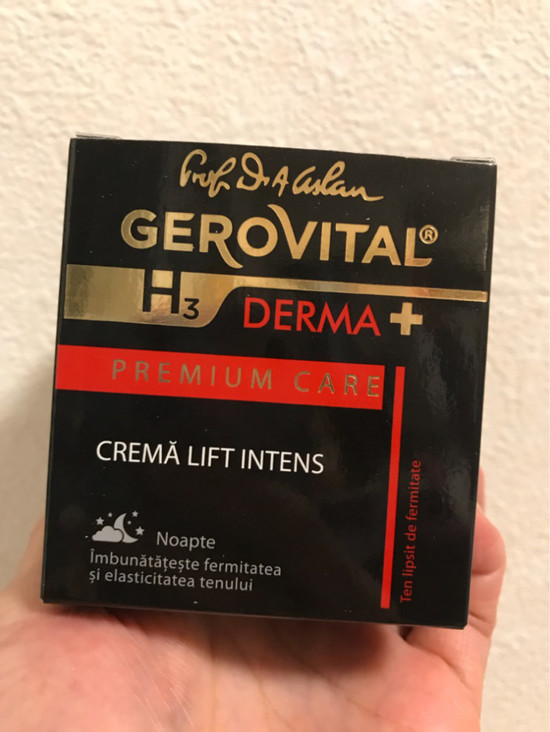 Prof. Dr. A. Aslan
GEROVITAL®
H3 DERMA+
PREMIUM CARE
CREMĂ LIFT INTENS
Noapte
Îmbunătățește fermitatea
și elasticitatea tenului
Ten lipsit de fermitate